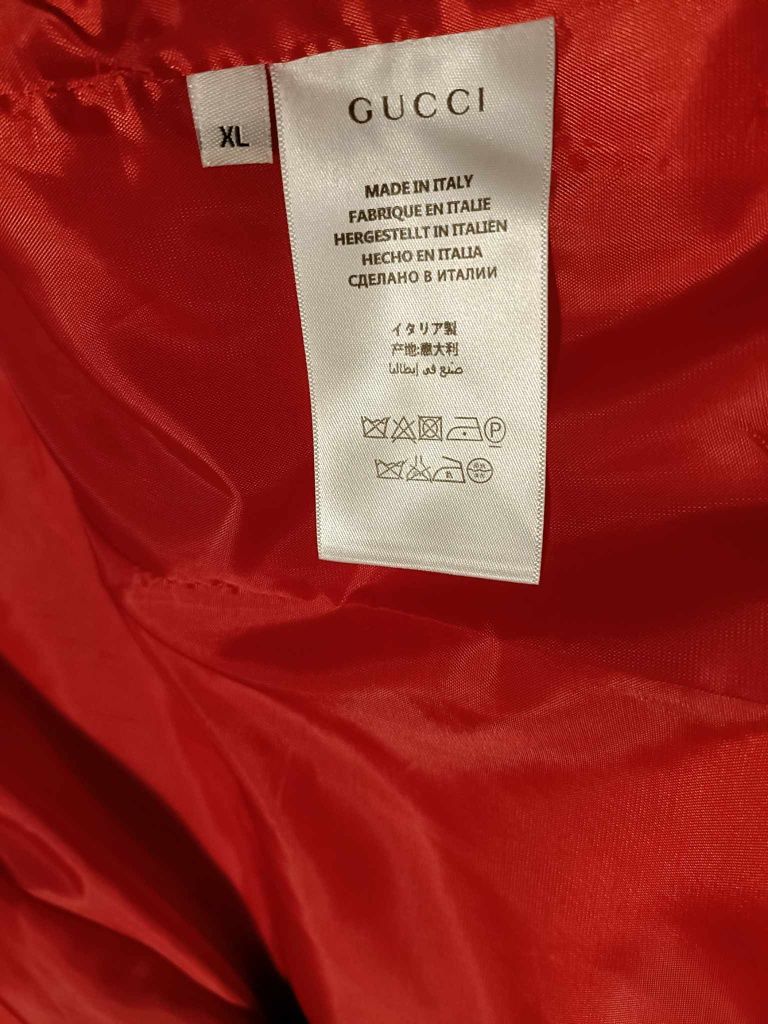 XL
GUCCI
MADE IN ITALY
FABRIQUE EN ITALIE
HERGESTELLT IN ITALIEN
HECHO EN ITALIA
СДЕЛАНО В ИТАЛИИ
イタリア製
产地:意大利
صنع في إيطاليا
P